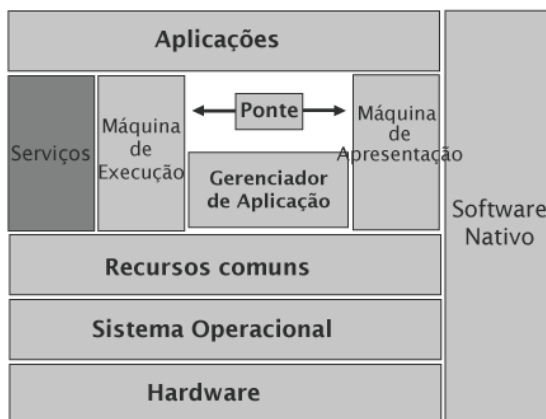 Aplicações
Serviços
Máquina
de
Execução
Ponte
Gerenciador
de Aplicação
Máquina
de
Apresentação
Software
Nativo
Recursos comuns
Sistema Operacional
Hardware